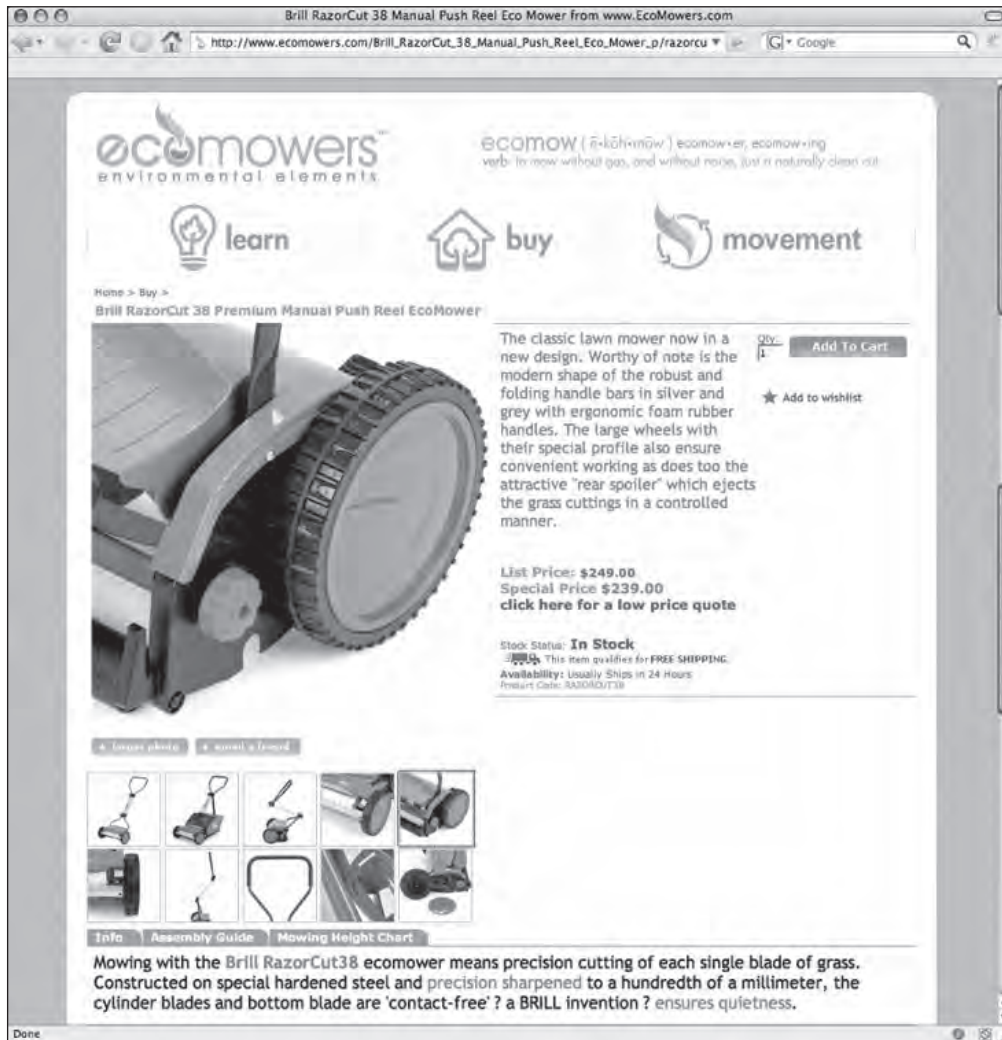 Brill RazorCut 38 Manual Push Reel Eco Mower from www.EcoMowers.com
http://www.ecomowers.com/Brill_RazorCut_38_Manual_Push_Reel_Eco_Mower_p/razorcu
G Google
ecomowers™
environmental elements
ecomow (ē•kōh•mōw) ecomow•er, ecomow•ing
verb: to mow without gas, and without noise, just a naturally clean cut
learn
buy
movement
Home > Buy >
Brill RazorCut 38 Premium Manual Push Reel EcoMower
The classic lawn mower now in a
new design. Worthy of note is the
modern shape of the robust and
folding handle bars in silver and
grey with ergonomic foam rubber
handles. The large wheels with
their special profile also ensure
convenient working as does too the
attractive "rear spoiler" which ejects
the grass cuttings in a controlled
manner.
Qty:
1
Add To Cart
Add to wishlist
List Price: $249.00
Special Price $239.00
click here for a low price quote
Stock Status: In Stock
This item qualifies for FREE SHIPPING.
Availability: Usually Ships in 24 Hours
Product Code: RAZORCUT38
+ larger photo
+ email a friend
Info
Assembly Guide
Mowing Height Chart
Mowing with the Brill RazorCut38 ecomower means precision cutting of each single blade of grass.
Constructed on special hardened steel and precision sharpened to a hundredth of a millimeter, the
cylinder blades and bottom blade are 'contact-free' ? a BRILL invention ? ensures quietness.
Done